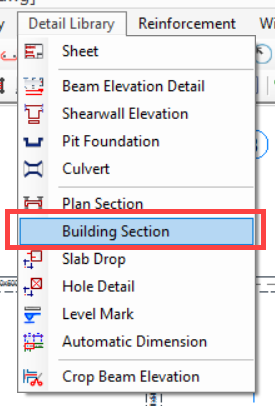 Detail Library Reinforcement
Sheet
Beam Elevation Detail
Shearwall Elevation
Pit Foundation
Culvert
Plan Section
Building Section
Slab Drop
Hole Detail
Level Mark
Automatic Dimension
Crop Beam Elevation